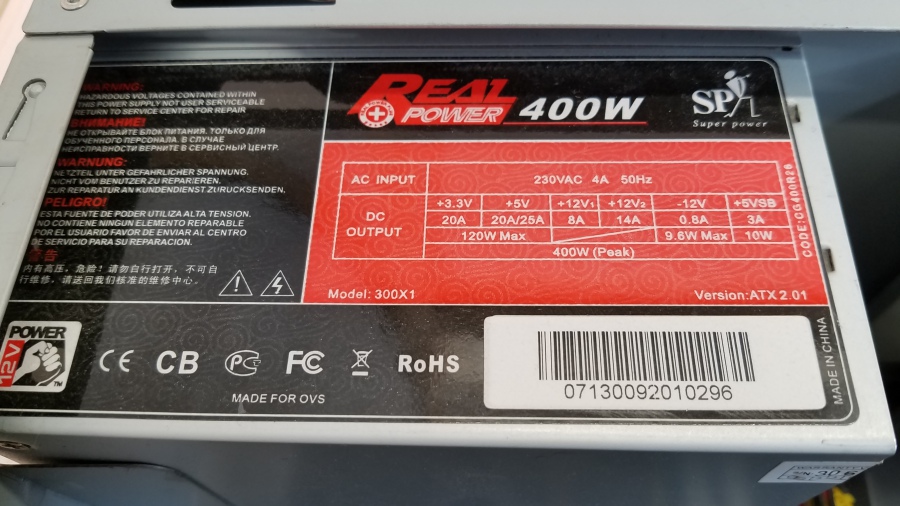 WARNING:
HAZARDOUS VOLTAGES CONTAINED WITHIN
THIS POWER SUPPLY NOT USER SERVICEABLE
RETURN TO SERVICE CENTER FOR REPAIR
ВНИМАНИЕ!
НЕ ОТКРЫВАЙТЕ БЛОК ПИТАНИЯ. ТОЛЬКО ДЛЯ
ОБУЧЕННОГО ПЕРСОНАЛА. В СЛУЧАЕ
НЕИСПРАВНОСТИ ВЕРНИТЕ В СЕРВИСНЫЙ ЦЕНТР.
WARNUNG:
NETZTEIL UNTER GEFAHRLICHER SPANNUNG.
NICHT VOM BENUTZER ZU REPARIEREN.
ZUR REPARATUR AN KUNDENDIENST ZURUCKSENDEN.
PELIGRO!
ESTA FUENTE DE PODER UTILIZA ALTA TENSION.
NO CONTIENE NINGUN ELEMENTO REPARABLE
POR EL USUARIO FAVOR DE ENVIAR AL CENTRO
DE SERVICIO PARA SU REPARACION.
警告
内有高压，危险！请勿自行打开，不可自
行维修，请送回我们核准的维修中心。
REAL
POWER 400W
SP
Super power
AC INPUT 230VAC 4A 50Hz
DC OUTPUT +3.3V +5V +12V1 +12V2 -12V +5VSB
20A 20A/25A 8A 14A 0.8A 3A
120W Max 9.6W Max 10W
400W (Peak)
CODE:CG400R26
Model: 300X1 Version:ATX 2.01
POWER
12V
TM
CE CB PG FC RoHS
MADE FOR OVS
07130092010296
MADE IN CHINA
WARRANTY